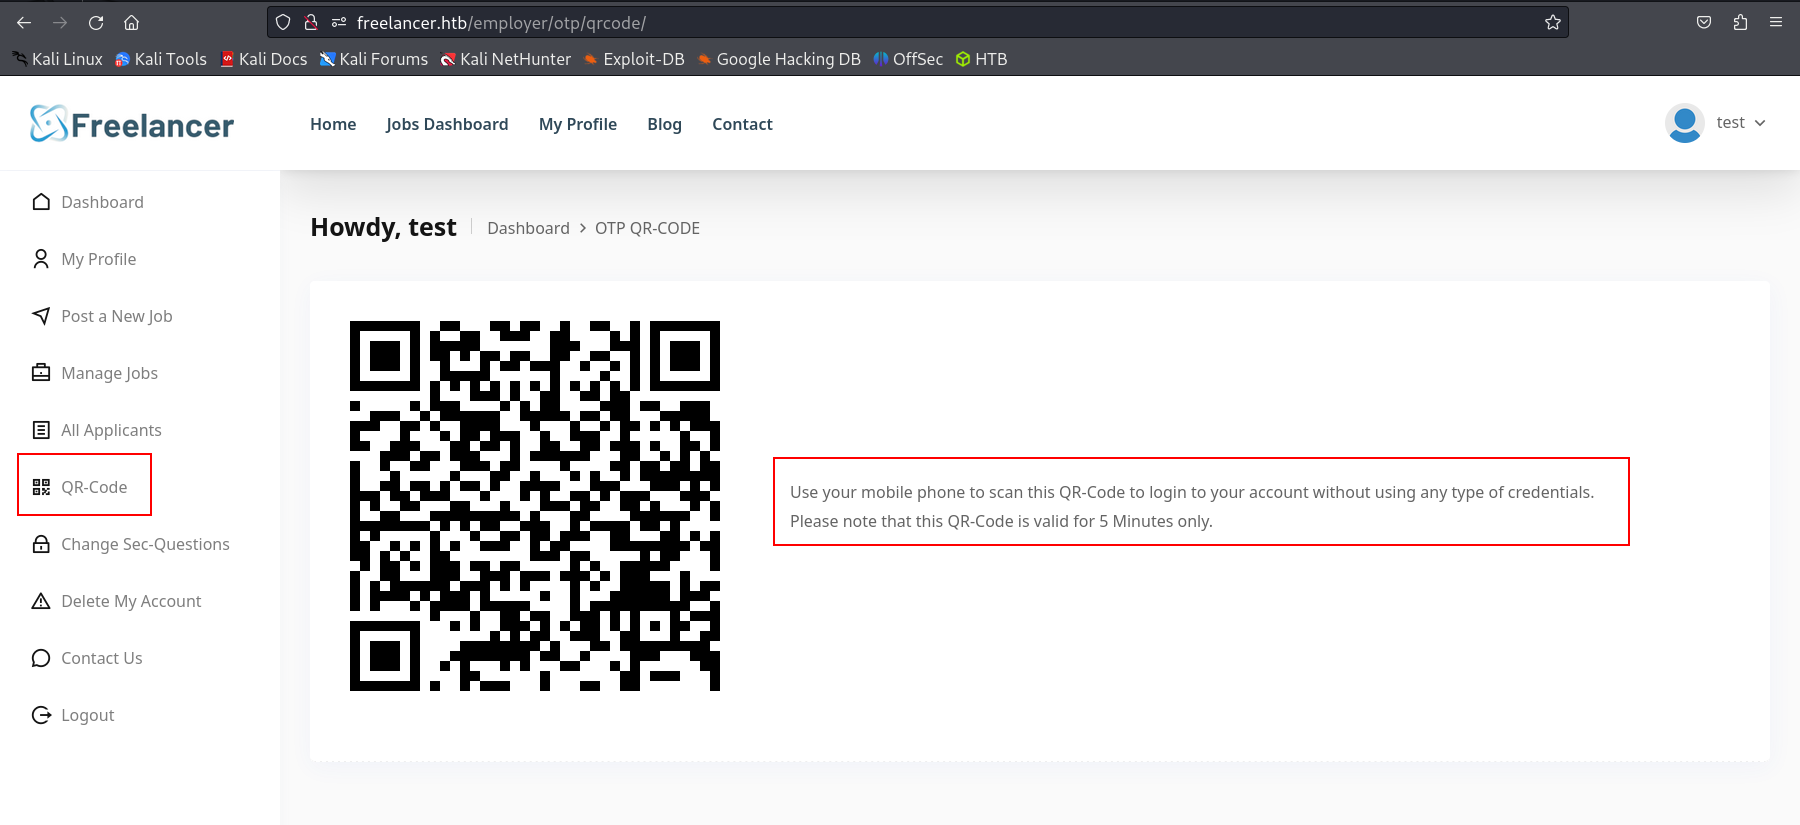 freelancer.htb/employer/otp/qrcode/
Kali Linux Kali Tools Kali Docs Kali Forums Kali NetHunter Exploit-DB Google Hacking DB OffSec HTB
Freelancer Home Jobs Dashboard My Profile Blog Contact test
Dashboard
My Profile
Post a New Job
Manage Jobs
All Applicants
QR-Code
Change Sec-Questions
Delete My Account
Contact Us
Logout
Howdy, test Dashboard > OTP QR-CODE
Use your mobile phone to scan this QR-Code to login to your account without using any type of credentials.
Please note that this QR-Code is valid for 5 Minutes only.